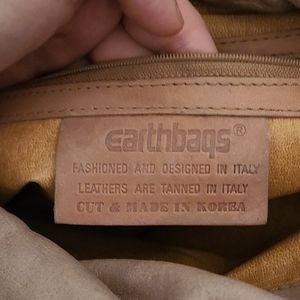 earthbags®
FASHIONED AND DESIGNED IN ITALY
LEATHERS ARE TANNED IN ITALY
CUT & MADE IN KOREA